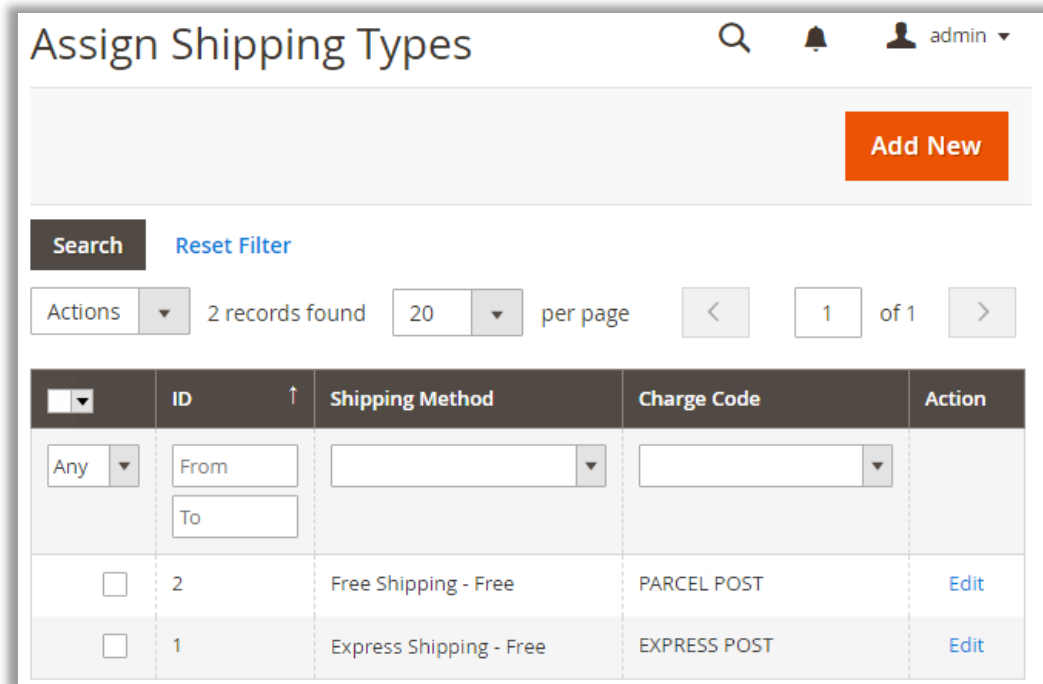 Assign Shipping Types
admin
Add New
Search Reset Filter
Actions 2 records found 20 per page 1 of 1
ID ↑ Shipping Method Charge Code Action
Any From
To
2 Free Shipping - Free PARCEL POST Edit
1 Express Shipping - Free EXPRESS POST Edit